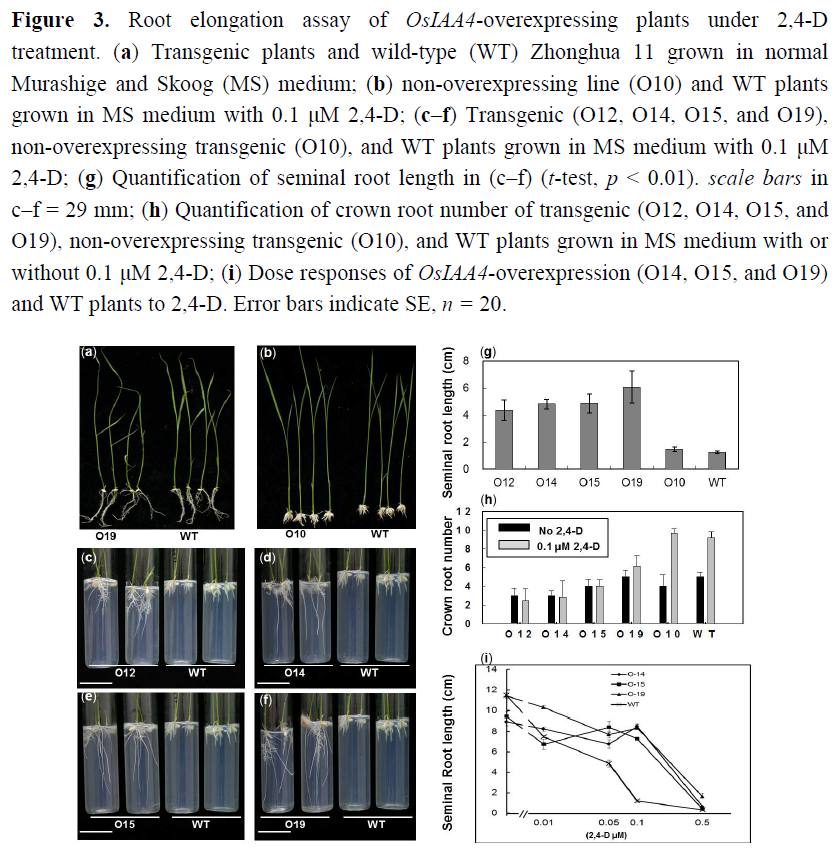 Figure 3. Root elongation assay of OsIAA4-overexpressing plants under 2,4-D
treatment. (a) Transgenic plants and wild-type (WT) Zhonghua 11 grown in normal
Murashige and Skoog (MS) medium; (b) non-overexpressing line (O10) and WT plants
grown in MS medium with 0.1 μM 2,4-D; (c–f) Transgenic (O12, O14, O15, and O19),
non-overexpressing transgenic (O10), and WT plants grown in MS medium with 0.1 μM
2,4-D; (g) Quantification of seminal root length in (c–f) (t-test, p < 0.01). scale bars in
c–f = 29 mm; (h) Quantification of crown root number of transgenic (O12, O14, O15, and
O19), non-overexpressing transgenic (O10), and WT plants grown in MS medium with or
without 0.1 μM 2,4-D; (i) Dose responses of OsIAA4-overexpression (O14, O15, and O19)
and WT plants to 2,4-D. Error bars indicate SE, n = 20.
(a)
O19 WT
(b)
O10 WT
(c)
O12 WT
(d)
O14 WT
(e)
O15 WT
(f)
O19 WT
(g)
Seminal root length (cm)
8
6
4
2
0
O12 O14 O15 O19 O10 WT
(h)
Crown root number
12
10
8
6
4
2
0
No 2,4-D
0.1 μM 2,4-D
O 12 O 14 O 15 O 19 O 10 W T
(i)
Seminal Root length (cm)
14
12
10
8
6
4
2
0
O-14
O-15
O-19
WT
0.01 0.05 0.1 0.5
(2,4-D μM)